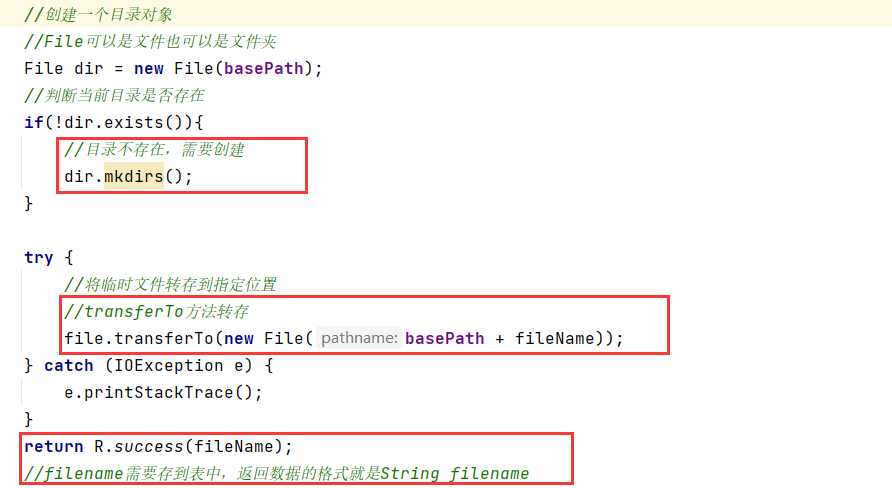 //创建一个目录对象
//File可以是文件也可以是文件夹
File dir = new File(basePath);
//判断当前目录是否存在
if(!dir.exists()){
//目录不存在，需要创建
dir.mkdirs();
}
try {
//将临时文件转存到指定位置
//transferTo方法转存
file.transferTo(new File( pathname: basePath + fileName));
} catch (IOException e) {
e.printStackTrace();
}
return R.success(fileName);
//filename需要存到表中，返回数据的格式就是String filename